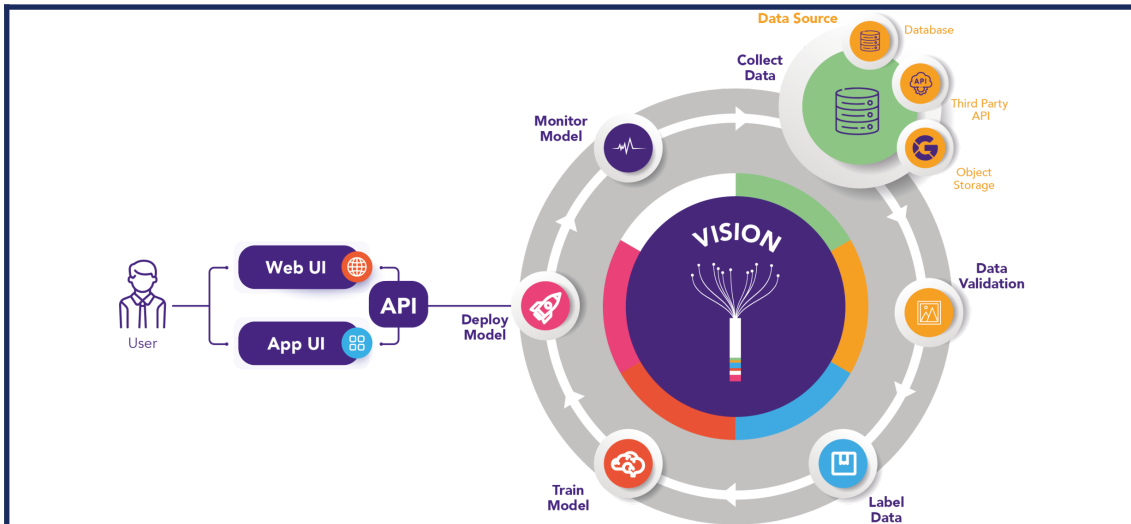 Data Source
Database
Collect
Data
API
Third Party
API
Object
Storage
Monitor
Model
VISION
Web UI
App UI
API
User
Deploy
Model
Data
Validation
Train
Model
Label
Data